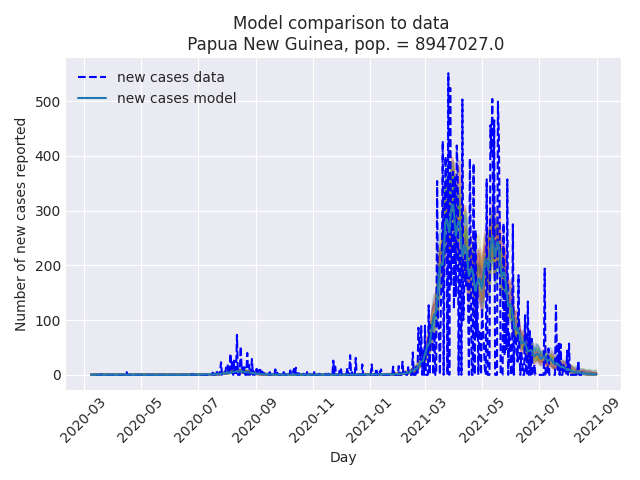 Model comparison to data
Papua New Guinea, pop. = 8947027.0
new cases data
new cases model
Number of new cases reported
500
400
300
200
100
0
2020-03
2020-05
2020-07
2020-09
2020-11
2021-01
2021-03
2021-05
2021-07
2021-09
Day